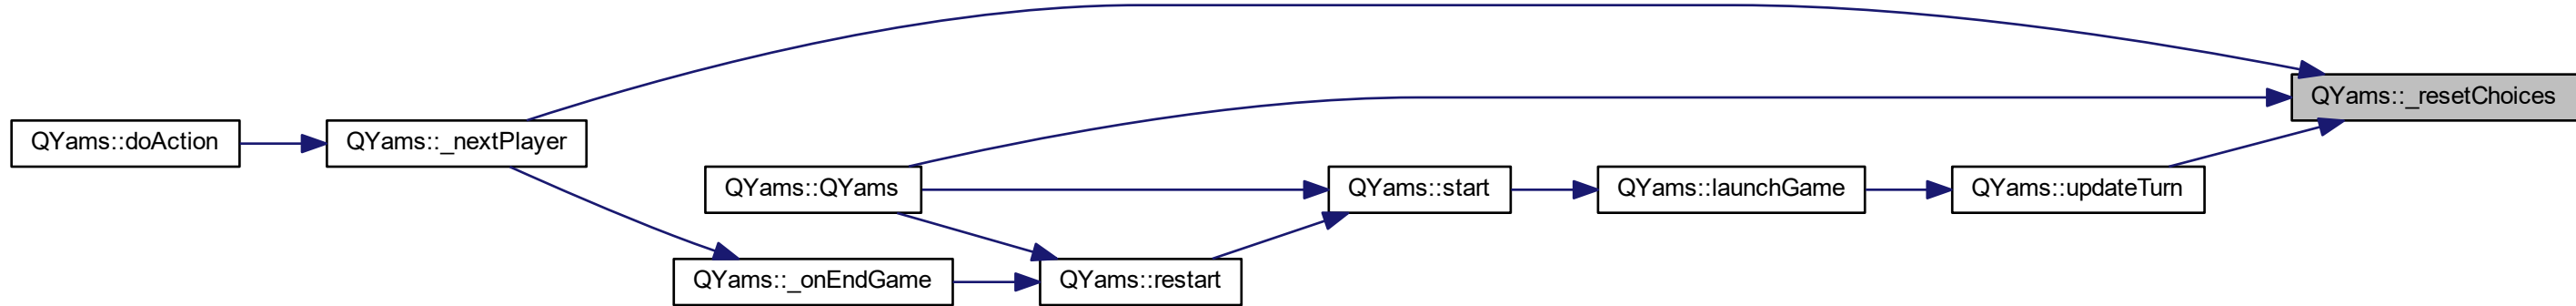 QYams::_resetChoices
QYams::doAction
QYams::_nextPlayer
QYams::QYams
QYams::start
QYams::launchGame
QYams::updateTurn
QYams::_onEndGame
QYams::restart